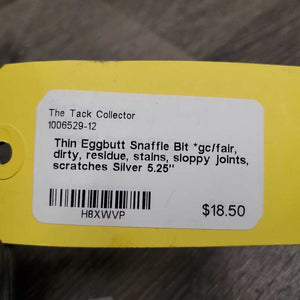 The Tack Collector
1006529-12
Thin Eggbutt Snaffle Bit *gc/fair,
dirty, residue, stains, sloppy joints,
scratches Silver 5.25"
H8XWVP
$18.50